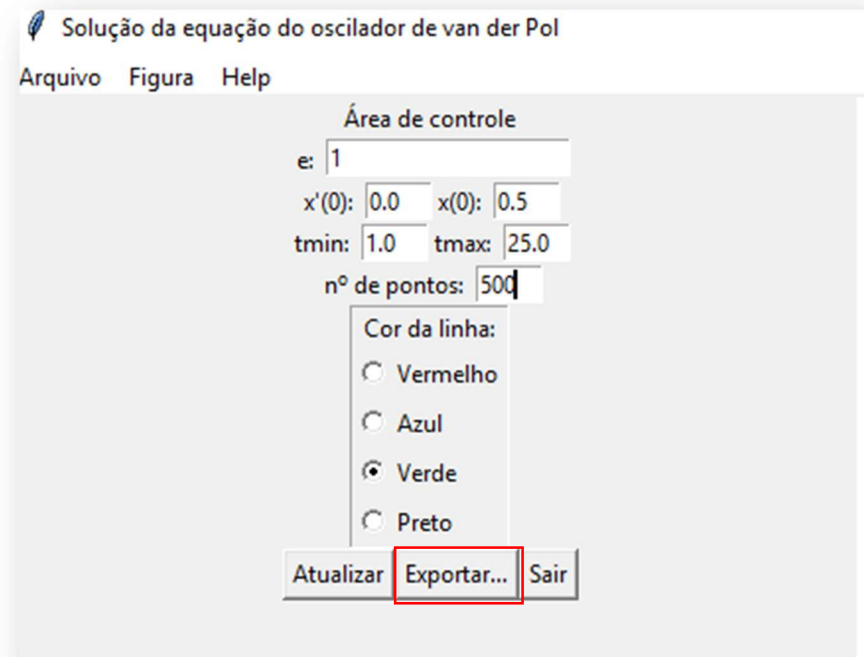 Solução da equação do oscilador de van der Pol
Arquivo Figura Help
Área de controle
e: 1
x'(0): 0.0 x(0): 0.5
tmin: 1.0 tmax: 25.0
nº de pontos: 500
Cor da linha:
Vermelho
Azul
Verde
Preto
Atualizar Exportar... Sair